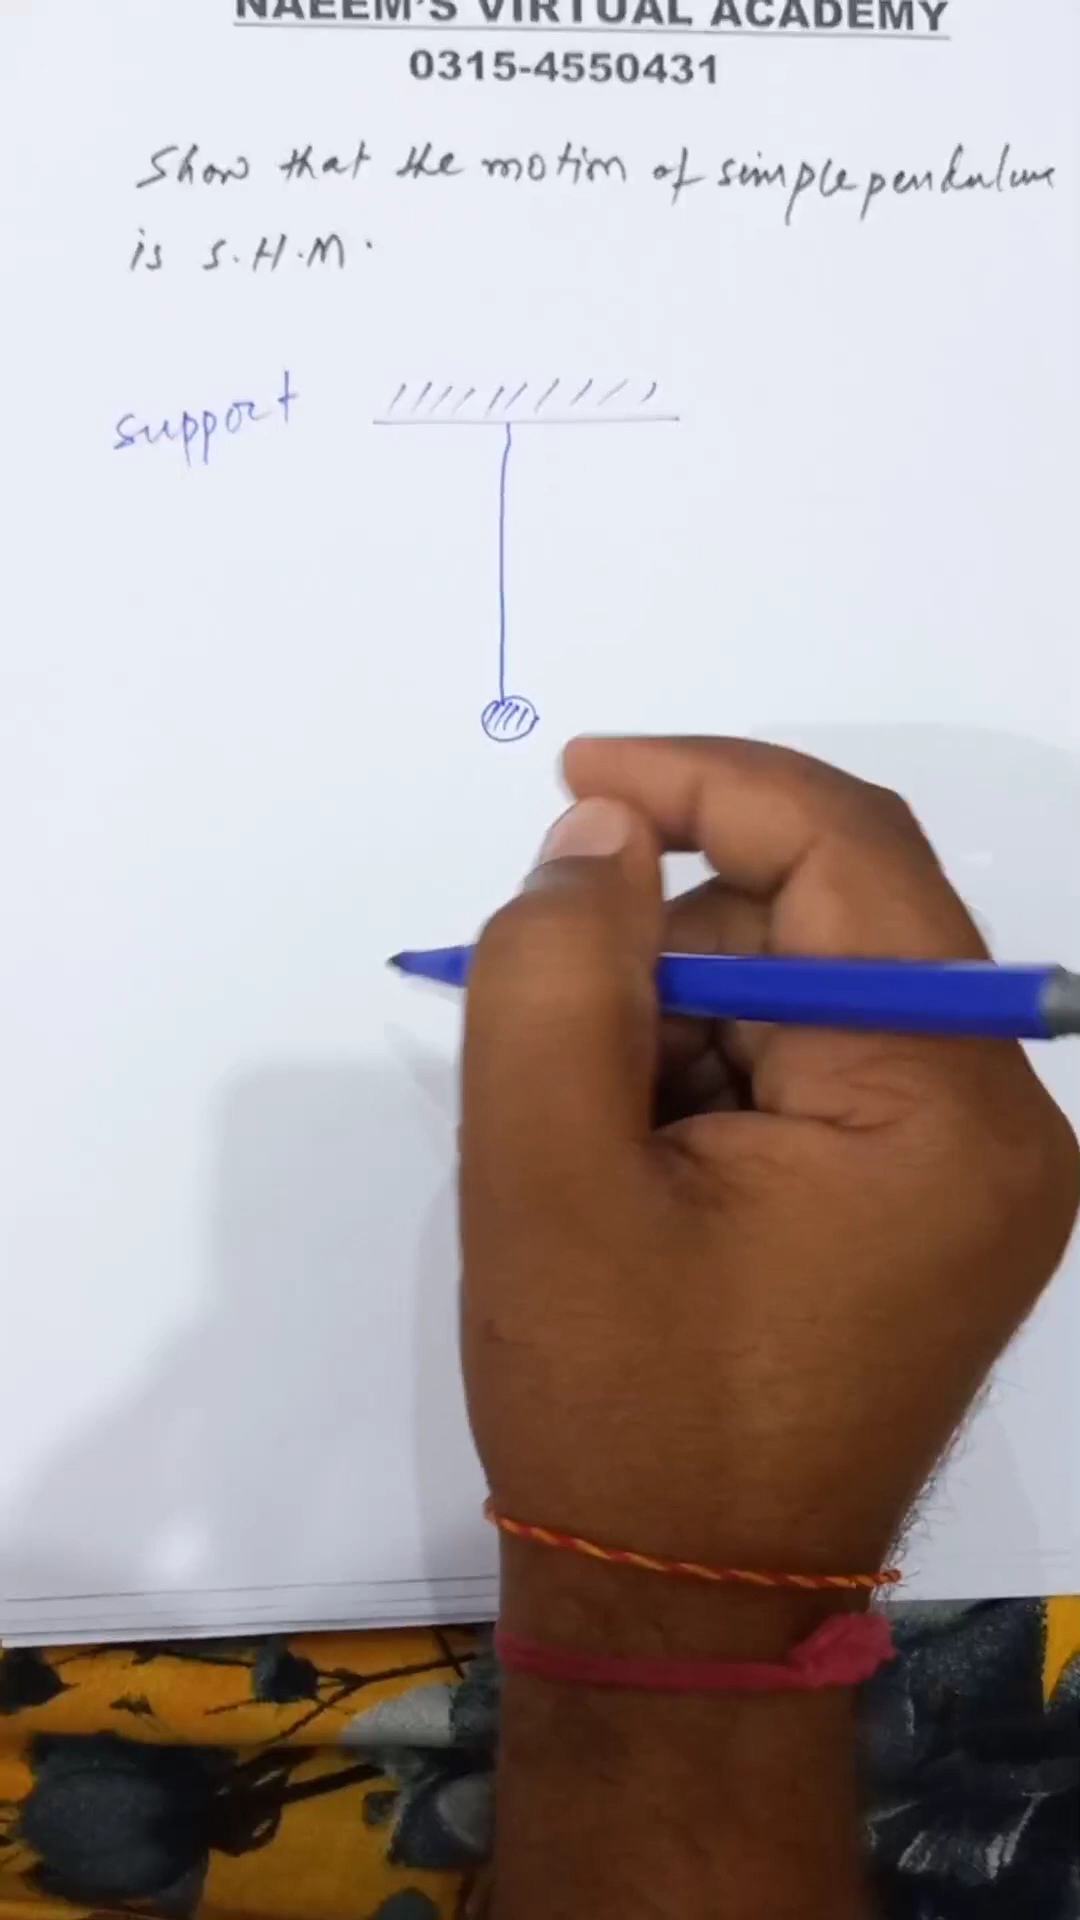 NAEEM'S VIRTUAL ACADEMY
0315-4550431
Show that the motion of simple pendulum
is S.H.M.
support